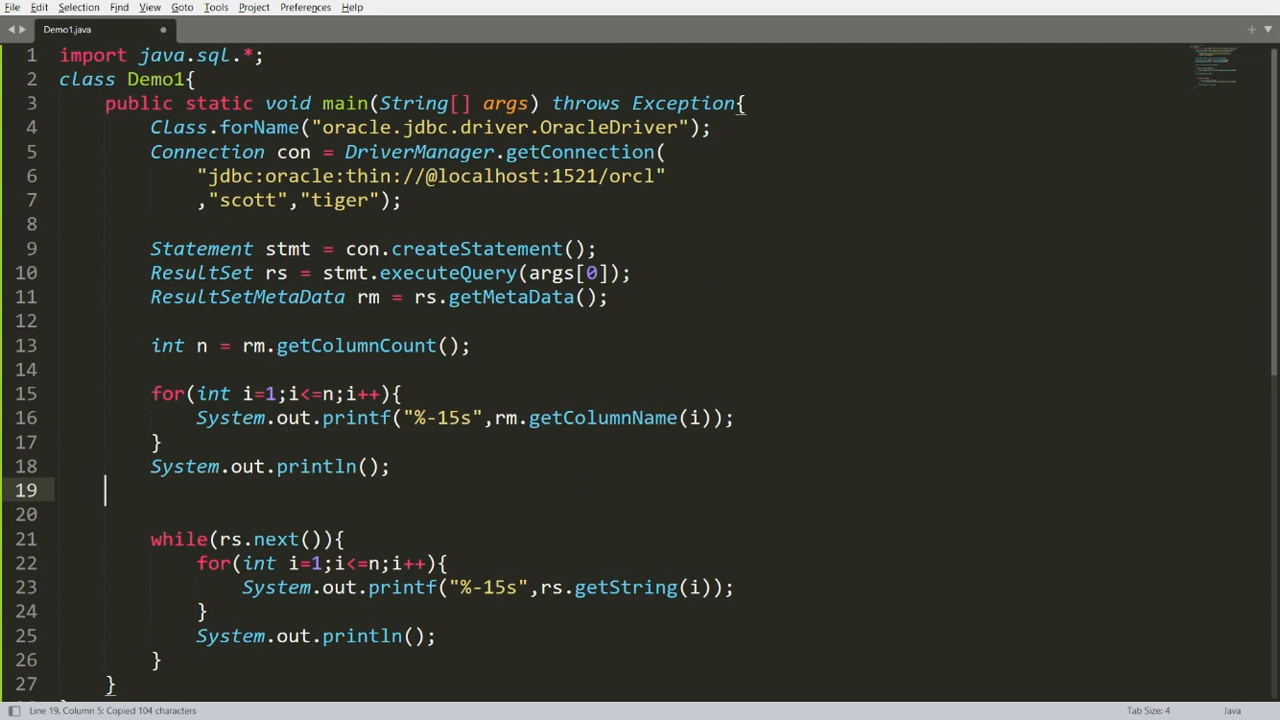 File Edit Selection Find View Goto Tools Project Preferences Help
Demo1.java
1 import java.sql.*;
2 class Demo1{
3 public static void main(String[] args) throws Exception{
4 Class.forName("oracle.jdbc.driver.OracleDriver");
5 Connection con = DriverManager.getConnection(
6 "jdbc:oracle:thin://@localhost:1521/orcl"
7 ,"scott","tiger");
8
9 Statement stmt = con.createStatement();
10 ResultSet rs = stmt.executeQuery(args[0]);
11 ResultSetMetaData rm = rs.getMetaData();
12
13 int n = rm.getColumnCount();
14
15 for(int i=1;i<=n;i++){
16 System.out.printf("%-15s",rm.getColumnName(i));
17 }
18 System.out.println();
19
20
21 while(rs.next()){
22 for(int i=1;i<=n;i++){
23 System.out.printf("%-15s",rs.getString(i));
24 }
25 System.out.println();
26 }
27 }
Line 19, Column 5: Copied 104 characters Tab Size: 4 Java